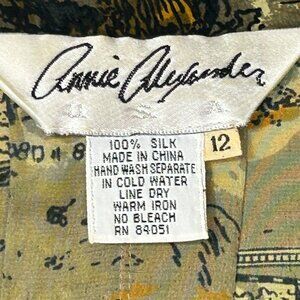 Annie Alexander
U S A
12
100% SILK
MADE IN CHINA
HAND WASH SEPARATE
IN COLD WATER
LINE DRY
WARM IRON
NO BLEACH
RN 84051